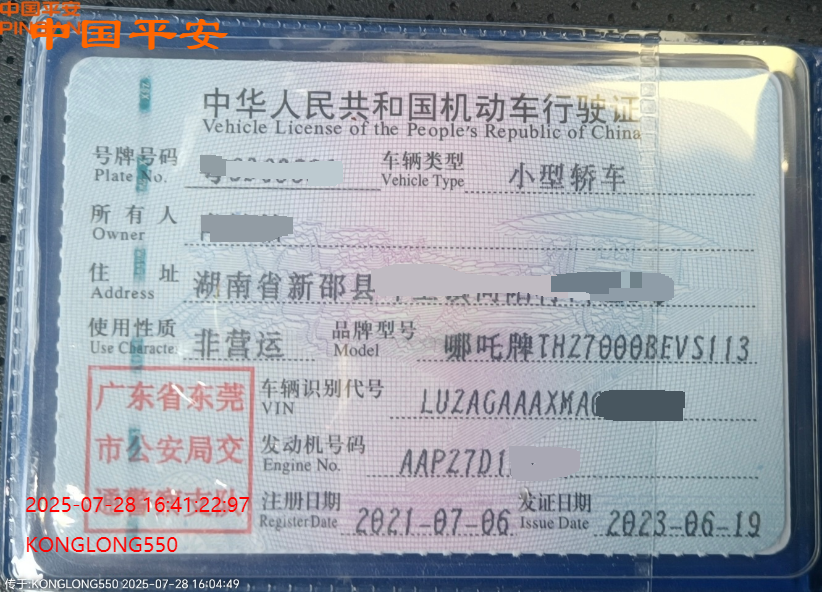 中国平安
PINGAN
中国平安
中华人民共和国机动车行驶证
Vehicle License of the People's Republic of China
号牌号码 车辆类型 小型轿车
Plate No. Vehicle Type
所有人
Owner
住址 湖南省新邵县
Address
使用性质 非营运 品牌型号 哪吒牌THZ7000BEVS113
Use Characte. Model
广东省东莞
市公安局交
通警察支队
车辆识别代号 LUZAGAAAXMA
VIN
发动机号码 AAP27D1
Engine No.
2025-07-28 16:41:22:97
KONGLONG550
注册日期 2021-07-06 发证日期 2023-06-19
Register Date Issue Date
传于:KONGLONG550 2025-07-28 16:04:49